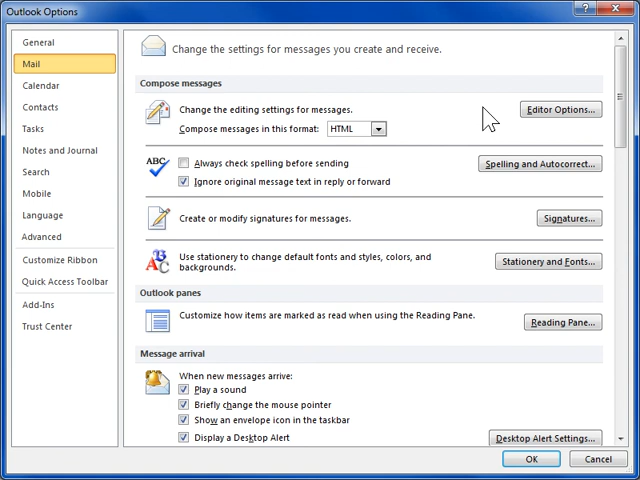 Outlook Options
General
Mail
Calendar
Contacts
Tasks
Notes and Journal
Search
Mobile
Language
Advanced
Customize Ribbon
Quick Access Toolbar
Add-Ins
Trust Center
Change the settings for messages you create and receive.
Compose messages
Change the editing settings for messages.
Editor Options...
Compose messages in this format: HTML
ABC
Always check spelling before sending
Spelling and Autocorrect...
Ignore original message text in reply or forward
Create or modify signatures for messages.
Signatures...
Use stationery to change default fonts and styles, colors, and
backgrounds.
Stationery and Fonts...
Outlook panes
Customize how items are marked as read when using the Reading Pane.
Reading Pane...
Message arrival
When new messages arrive:
Play a sound
Briefly change the mouse pointer
Show an envelope icon in the taskbar
Display a Desktop Alert
Desktop Alert Settings...
OK
Cancel